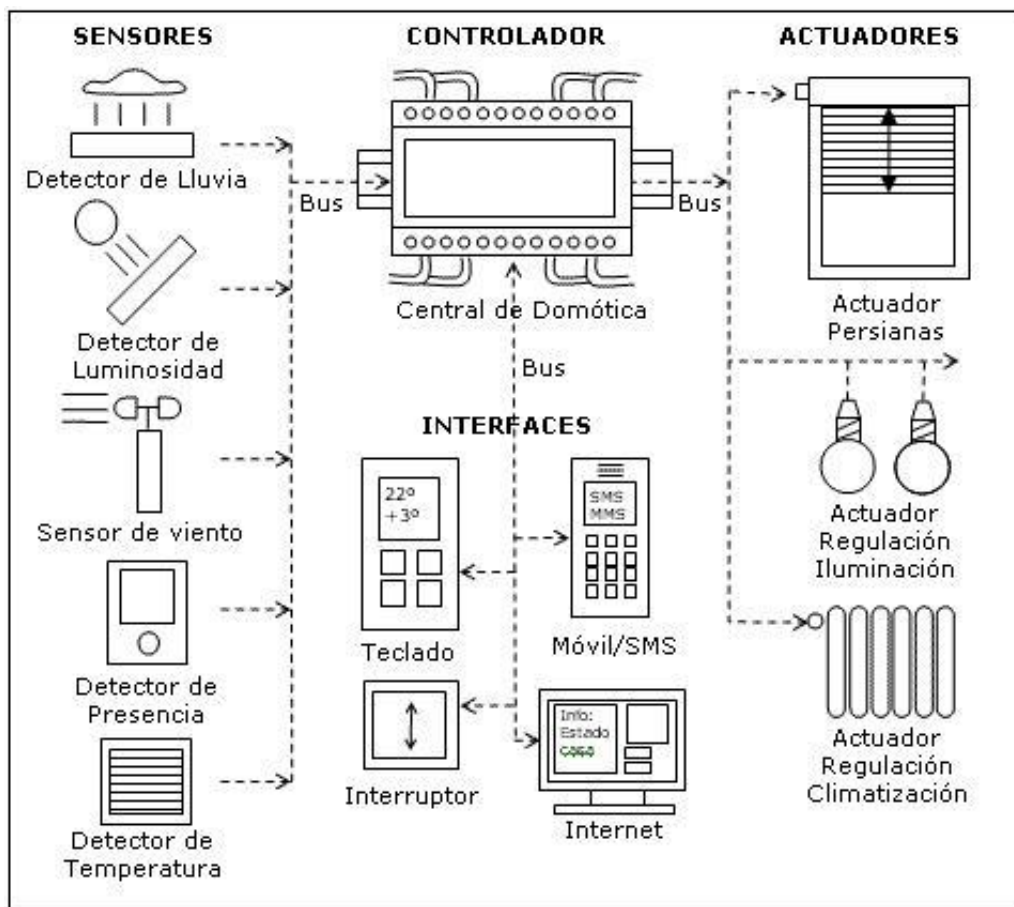 SENSORES
Detector de Lluvia
Detector de
Luminosidad
Sensor de viento
Detector de
Presencia
Detector de
Temperatura
CONTROLADOR
Bus
Bus
Central de Domótica
Bus
INTERFACES
22º
+3º
Teclado
SMS
MMS
Móvil/SMS
Interruptor
Info:
Estado
casa
Internet
ACTUADORES
Actuador
Persianas
Actuador
Regulación
Iluminación
Actuador
Regulación
Climatización